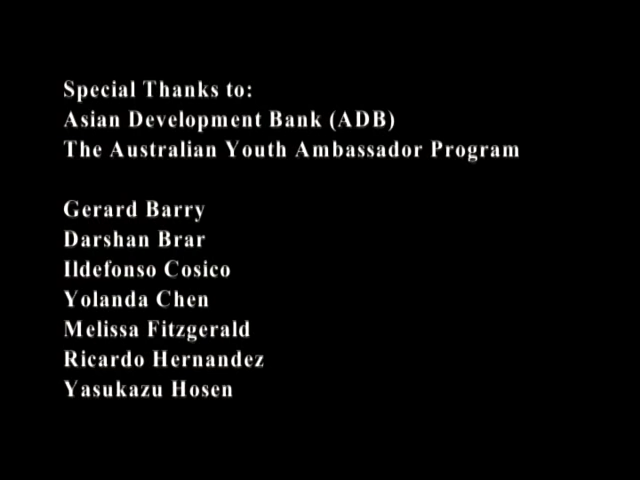 Special Thanks to:
Asian Development Bank (ADB)
The Australian Youth Ambassador Program
Gerard Barry
Darshan Brar
Ildefonso Cosico
Yolanda Chen
Melissa Fitzgerald
Ricardo Hernandez
Yasukazu Hosen